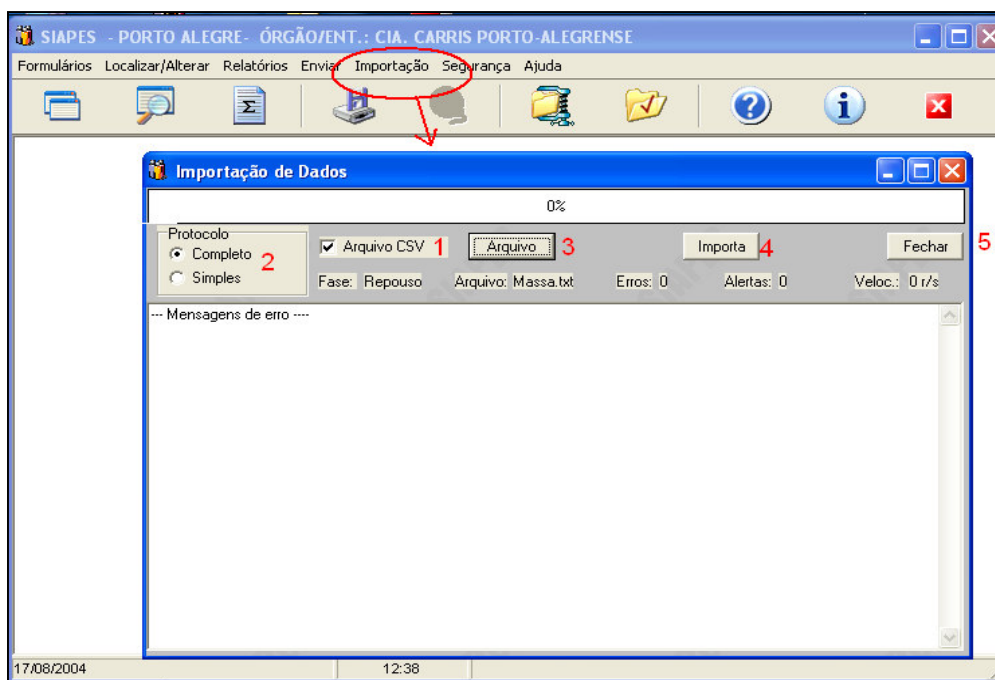 SIAPES - PORTO ALEGRE- ÓRGÃO/ENT.: CIA. CARRIS PORTO-ALEGRENSE
Formulários Localizar/Alterar Relatórios Enviar Importação Segurança Ajuda
Importação de Dados
0%
Protocolo
Completo 2 Arquivo CSV 1 Arquivo 3 Importa 4 Fechar 5
Simples Fase: Repouso Arquivo: Massa.txt Erros: 0 Alertas: 0 Veloc.: 0 r/s
--- Mensagens de erro ----
17/08/2004 12:38